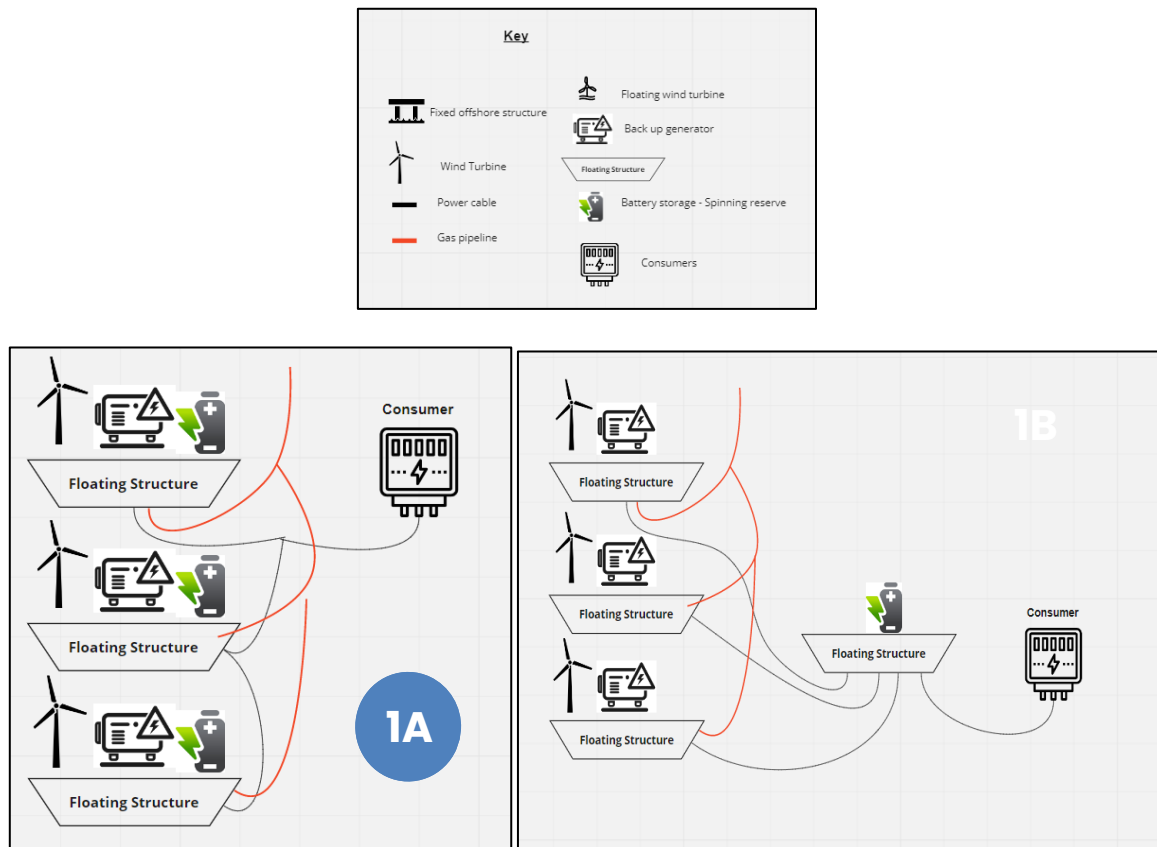 Key
Fixed offshore structure
Wind Turbine
Power cable
Gas pipeline
Floating wind turbine
Back up generator
Floating Structure
Battery storage - Spinning reserve
Consumers
Consumer
Floating Structure
Floating Structure
Floating Structure
1A
1B
Floating Structure
Floating Structure
Floating Structure
Floating Structure
Consumer